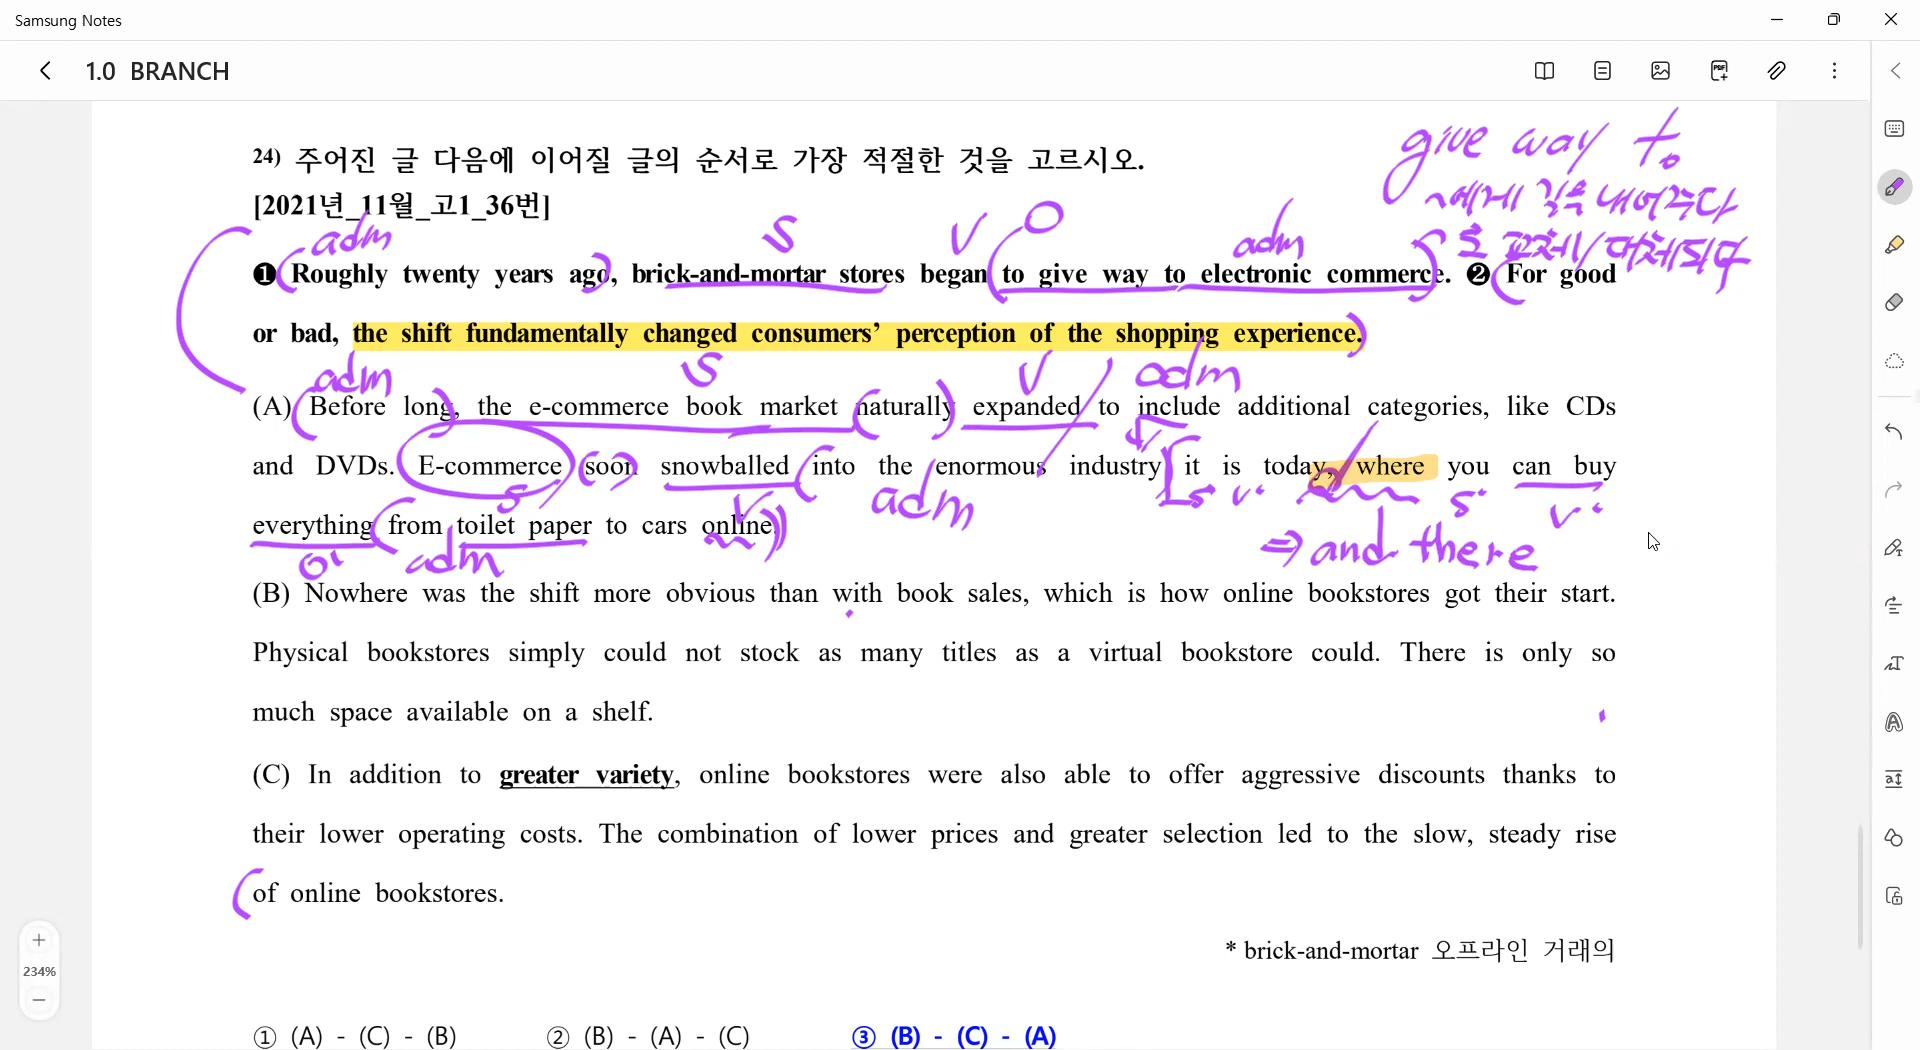 Samsung Notes
1.0 BRANCH
give way to
~에게 길을 내어주다
로 교체/대체되다
24) 주어진 글 다음에 이어질 글의 순서로 가장 적절한 것을 고르시오.
[2021년_11월_고1_36번]
adm S V O adm
❶ Roughly twenty years ago, brick-and-mortar stores began to give way to electronic commerce. ❷ For good
or bad, the shift fundamentally changed consumers’ perception of the shopping experience.
adm S V adm
(A) Before long, the e-commerce book market naturally expanded to include additional categories, like CDs
and DVDs. E-commerce soon snowballed into the enormous industry it is today, where you can buy
S V adm S' V' S' V'
everything from toilet paper to cars online.
O' adm ⇒ and there
(B) Nowhere was the shift more obvious than with book sales, which is how online bookstores got their start.
Physical bookstores simply could not stock as many titles as a virtual bookstore could. There is only so
much space available on a shelf.
(C) In addition to greater variety, online bookstores were also able to offer aggressive discounts thanks to
their lower operating costs. The combination of lower prices and greater selection led to the slow, steady rise
of online bookstores.
* brick-and-mortar 오프라인 거래의
① (A) - (C) - (B) ② (B) - (A) - (C) ③ (B) - (C) - (A)
234%